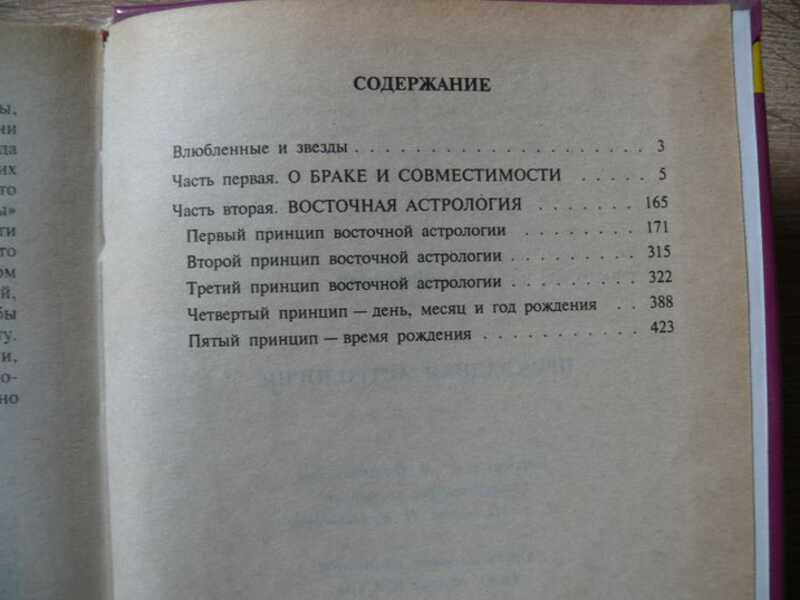 СОДЕРЖАНИЕ
Влюбленные и звезды . . . . . . . . . . . . . . . . . . . 3
Часть первая. О БРАКЕ И СОВМЕСТИМОСТИ . . . . . 5
Часть вторая. ВОСТОЧНАЯ АСТРОЛОГИЯ . . . . . . . 165
Первый принцип восточной астрологии . . . . . . . . 171
Второй принцип восточной астрологии . . . . . . . . 315
Третий принцип восточной астрологии . . . . . . . . 322
Четвертый принцип — день, месяц и год рождения . . 388
Пятый принцип — время рождения . . . . . . . . . . 423